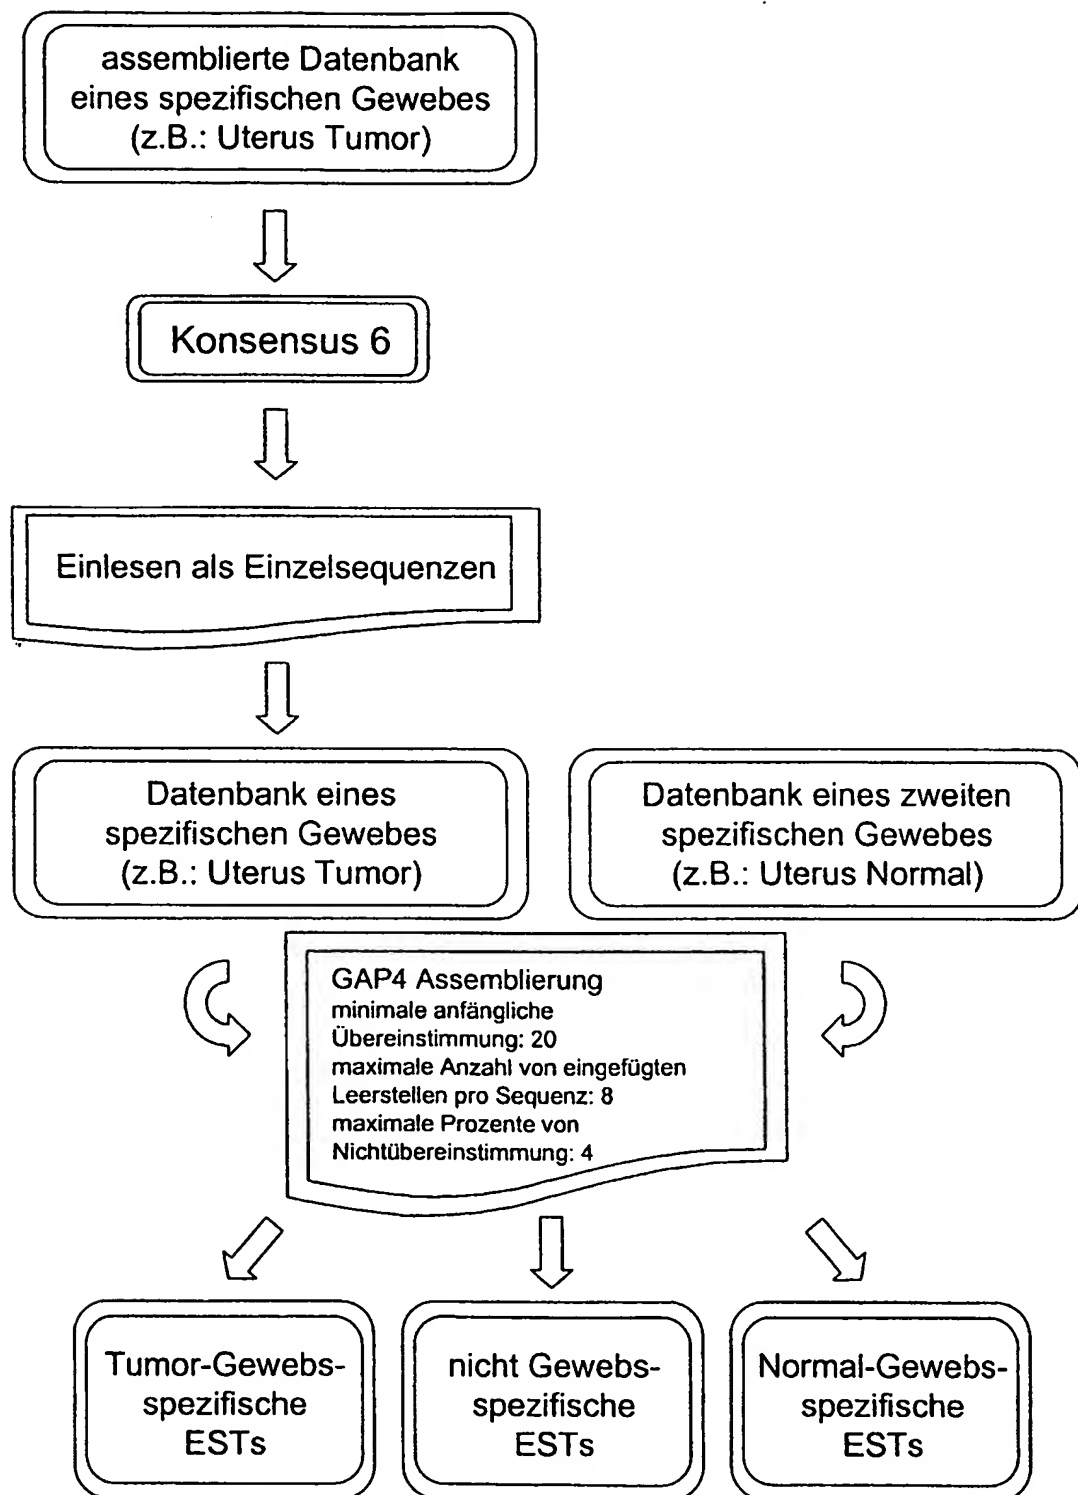 assemblierte Datenbank
eines spezifischen Gewebes
(z.B.: Uterus Tumor)
Konsensus 6
Einlesen als Einzelsequenzen
Datenbank eines
spezifischen Gewebes
(z.B.: Uterus Tumor)
Datenbank eines zweiten
spezifischen Gewebes
(z.B.: Uterus Normal)
GAP4 Assemblierung
minimale anfängliche
Übereinstimmung: 20
maximale Anzahl von eingefügten
Leerstellen pro Sequenz: 8
maximale Prozente von
Nichtübereinstimmung: 4
Tumor-Gewebs-
spezifische
ESTs
nicht Gewebs-
spezifische
ESTs
Normal-Gewebs-
spezifische
ESTs